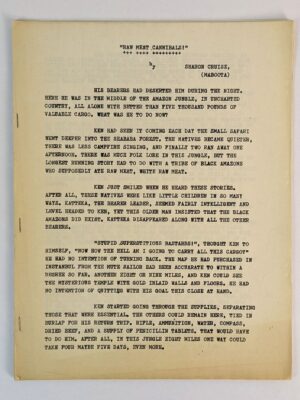 "RAW MEAT CANNIBALS!"
*** **** **********
by SHARON CRUISE,
(MABOOTA)
HIS BEARERS HAD DESERTED HIM DURING THE NIGHT.
HERE HE WAS IN THE MIDDLE OF THE AMAZON JUNGLE, IN ENCHANTED
COUNTRY, ALL ALONE WITH BETTER THAN FIVE THOUSAND POUNDS OF
VALUABLE CARGO. WHAT WAS HE TO DO NOW?
KEN HAD SEEN IT COMING EACH DAY THE SMALL SAFARI
WENT DEEPER INTO THE FOREST, THE NATIVES BECAME QUIETER,
THERE WAS LESS CAMPFIRE SINGING, AND FINALLY TWO RAN AWAY ONE
AFTERNOON. THERE WAS MUCH FOLK LORE IN THIS JUNGLE, BUT THE
LONGEST RUNNING STORY HAD TO DO WITH A TRIBE OF BLACK AMAZONS
WHO SUPPOSEDLY ATE RAW MEAT, WHITE RAW MEAT.
KEN JUST SMILED WHEN HE HEARD THESE STORIES,
AFTER ALL, THESE NATIVES WERE LIKE LITTLE CHILDREN IN SO MANY
WAYS. THE BEARER LEADER, SEEMED FAIRLY INTELLIGENT AND
LEVEL HEADED TO KEN, YET THIS OLDER MAN INSISTED THAT THE BLACK
AMAZONS DID EXIST. DISAPPEARED ALONG WITH ALL THE OTHER
BEARERS.
"STUPID SUPERSTITIOUS BASTARDS!", THOUGHT KEN TO
HIMSELF, "NOW HOW THE HELL AM I GOING TO CARRY ALL THIS CARGO?"
HE HAD NO INTENTION OF TURNING BACK. THE MAP HE HAD PURCHASED IN
ISTANBUL FROM THE MUTE SAILOR HAD BEEN ACCURATE TO WITHIN A
DEGREE SO FAR, ANOTHER EIGHT OR NINE MILES, AND KEN COULD SEE
THE MYSTERIOUS TEMPLE WITH GOLD INLAID WALLS AND FLOORS. HE HAD
NO INTENTION OF QUITTING WITH HIS GOAL THIS CLOSE AT HAND.
KEN STARTED GOING THROUGH THE SUPPLIES, SEPARATING
THOSE THAT WERE ESSENTIAL. THE OTHERS COULD REMAIN HERE, TIED IN
BURLAP FOR HIS RETURN TRIP. RIFLE, AMMUNITION, WATER, COMPASS,
DRIED BEEF, AND A SUPPLY OF PENICILLIN TABLETS. THAT WOULD HAVE
TO DO HIM, AFTER ALL, IN THIS JUNGLE EIGHT MILES ONE WAY COULD
TAKE FOUR MAYBE FIVE DAYS, EVEN MORE.